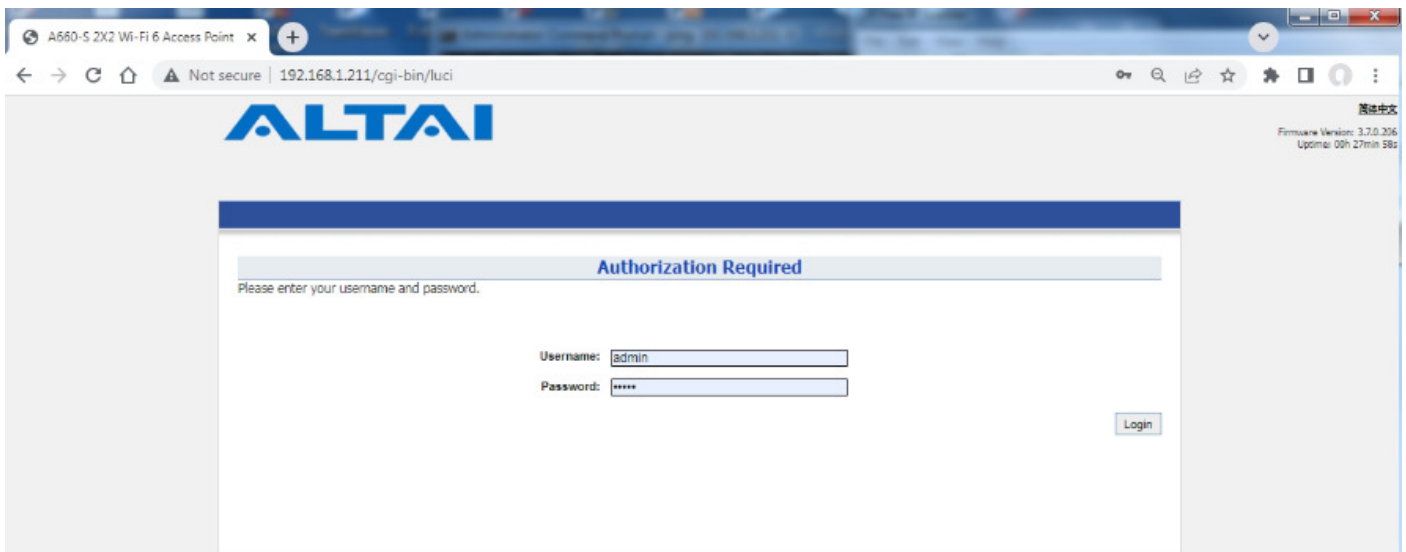 A660-S 2X2 Wi-Fi 6 Access Point
Not secure | 192.168.1.211/cgi-bin/luci
ALTAI
简体中文
Firmware Version: 3.7.0.206
Uptime: 00h 27min 58s
Authorization Required
Please enter your username and password.
Username: admin
Password: •••••
Login